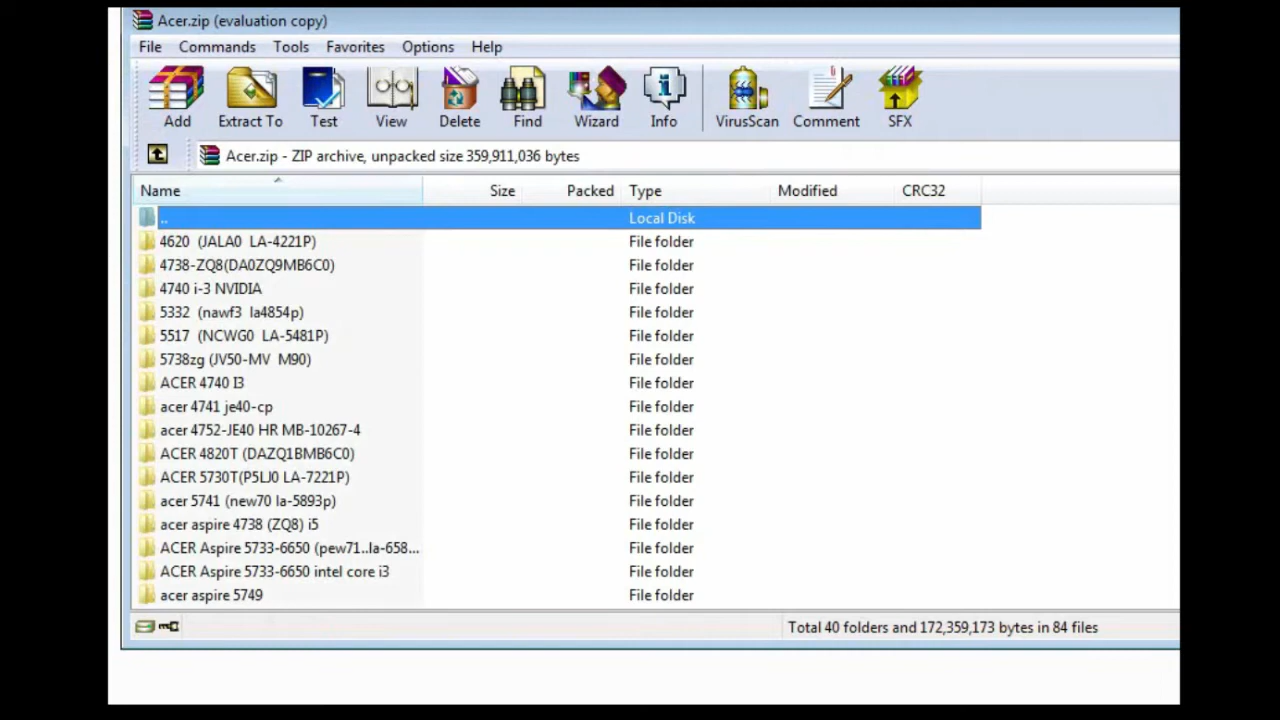 Acer.zip (evaluation copy)
File Commands Tools Favorites Options Help
Add Extract To Test View Delete Find Wizard Info VirusScan Comment SFX
Acer.zip - ZIP archive, unpacked size 359,911,036 bytes
Name Size Packed Type Modified CRC32
.. Local Disk
4620 (JALA0 LA-4221P) File folder
4738-ZQ8(DA0ZQ9MB6C0) File folder
4740 i-3 NVIDIA File folder
5332 (nawf3 la4854p) File folder
5517 (NCWG0 LA-5481P) File folder
5738zg (JV50-MV M90) File folder
ACER 4740 I3 File folder
acer 4741 je40-cp File folder
acer 4752-JE40 HR MB-10267-4 File folder
ACER 4820T (DAZQ1BMB6C0) File folder
ACER 5730T(P5LJ0 LA-7221P) File folder
acer 5741 (new70 la-5893p) File folder
acer aspire 4738 (ZQ8) i5 File folder
ACER Aspire 5733-6650 (pew71..la-658... File folder
ACER Aspire 5733-6650 intel core i3 File folder
acer aspire 5749 File folder
Total 40 folders and 172,359,173 bytes in 84 files